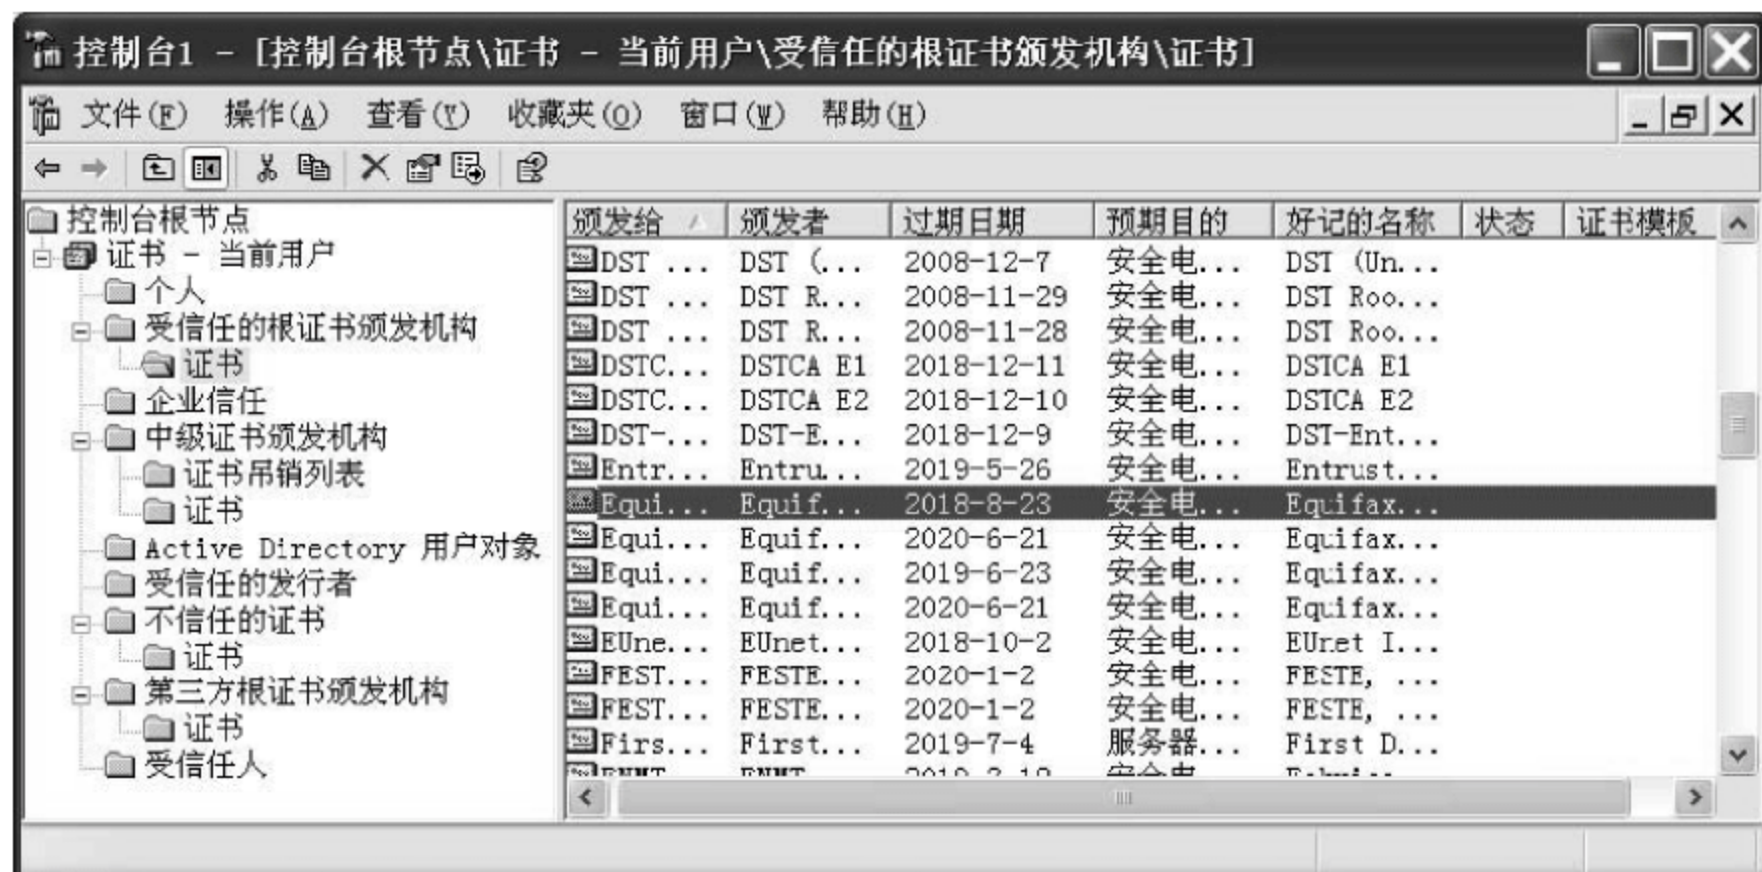 控制台1 - [控制台根节点\证书 - 当前用户\受信任的根证书颁发机构\证书]
文件(F) 操作(A) 查看(V) 收藏夹(O) 窗口(W) 帮助(H)
控制台根节点
证书 - 当前用户
个人
受信任的根证书颁发机构
证书
企业信任
中级证书颁发机构
证书吊销列表
证书
Active Directory 用户对象
受信任的发行者
不信任的证书
证书
第三方根证书颁发机构
证书
受信任人
颁发给 颁发者 过期日期 预期目的 好记的名称 状态 证书模板
DST ... DST (... 2008-12-7 安全电... DST (Un...
DST ... DST R... 2008-11-29 安全电... DST Roo...
DST ... DST R... 2008-11-28 安全电... DST Roo...
DSTC... DSTCA E1 2018-12-11 安全电... DSTCA E1
DSTC... DSTCA E2 2018-12-10 安全电... DSTCA E2
DST-... DST-E... 2018-12-9 安全电... DST-Ent...
Entr... Entru... 2019-5-26 安全电... Entrust...
Equi... Equif... 2018-8-23 安全电... Equifax...
Equi... Equif... 2020-6-21 安全电... Equifax...
Equi... Equif... 2019-6-23 安全电... Equifax...
Equi... Equif... 2020-6-21 安全电... Equifax...
EUne... EUnet... 2018-10-2 安全电... EUnet I...
FEST... FESTE... 2020-1-2 安全电... FESTE, ...
FEST... FESTE... 2020-1-2 安全电... FESTE, ...
Firs... First... 2019-7-4 服务器... First D...